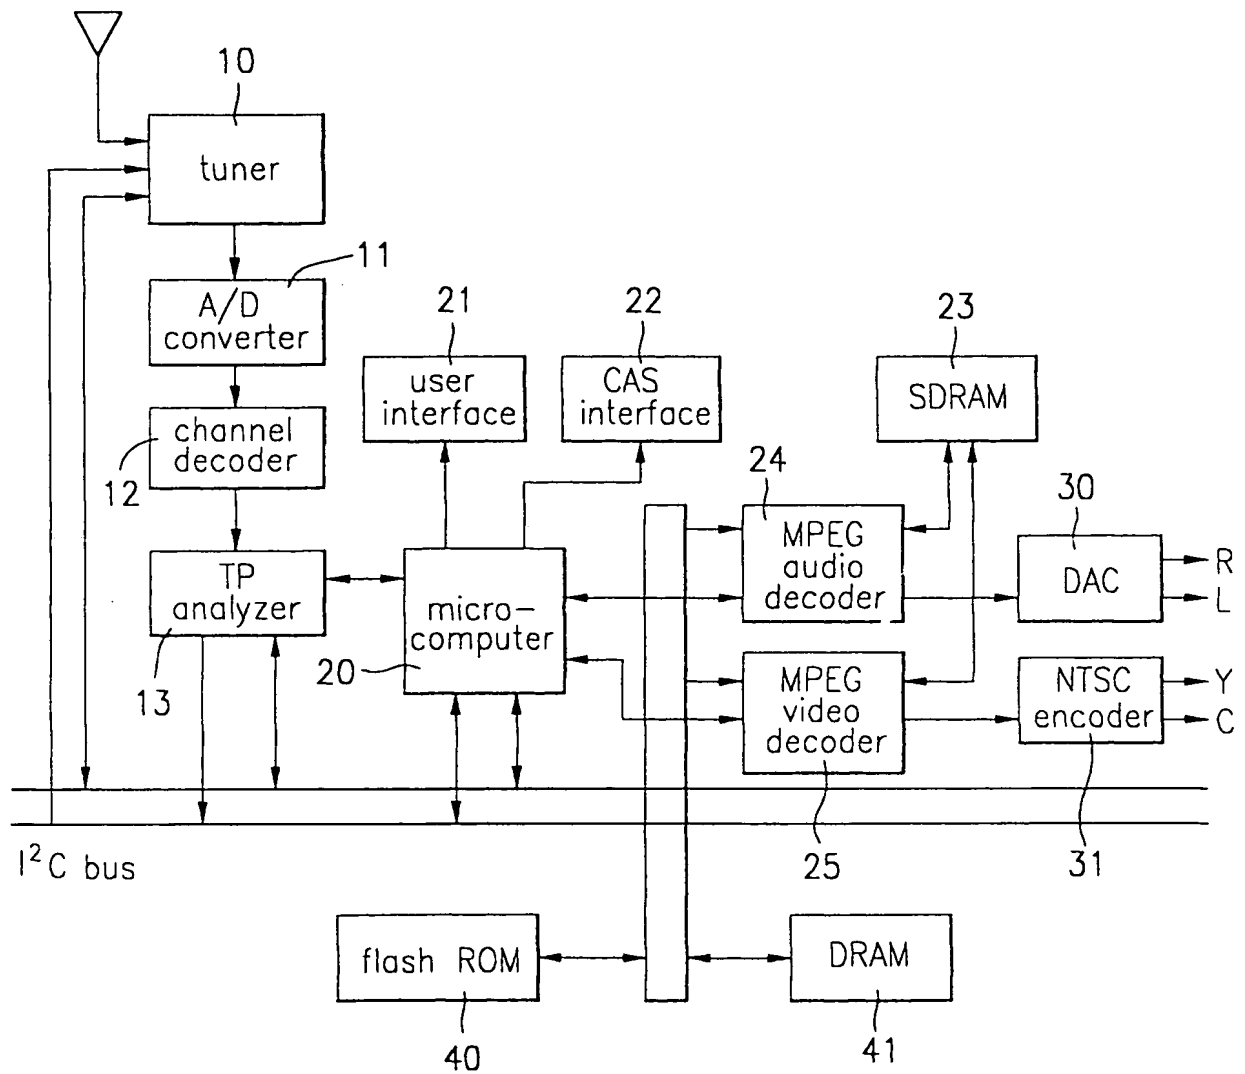 10
tuner
11
A/D
converter
21
22
23
user
interface
CAS
interface
SDRAM
channel
decoder
12
24
30
MPEG
audio
decoder
DAC
R
L
TP
analyzer
13
micro-
computer
20
MPEG
video
decoder
NTSC
encoder
Y
C
25
31
I²C bus
flash ROM
DRAM
40
41